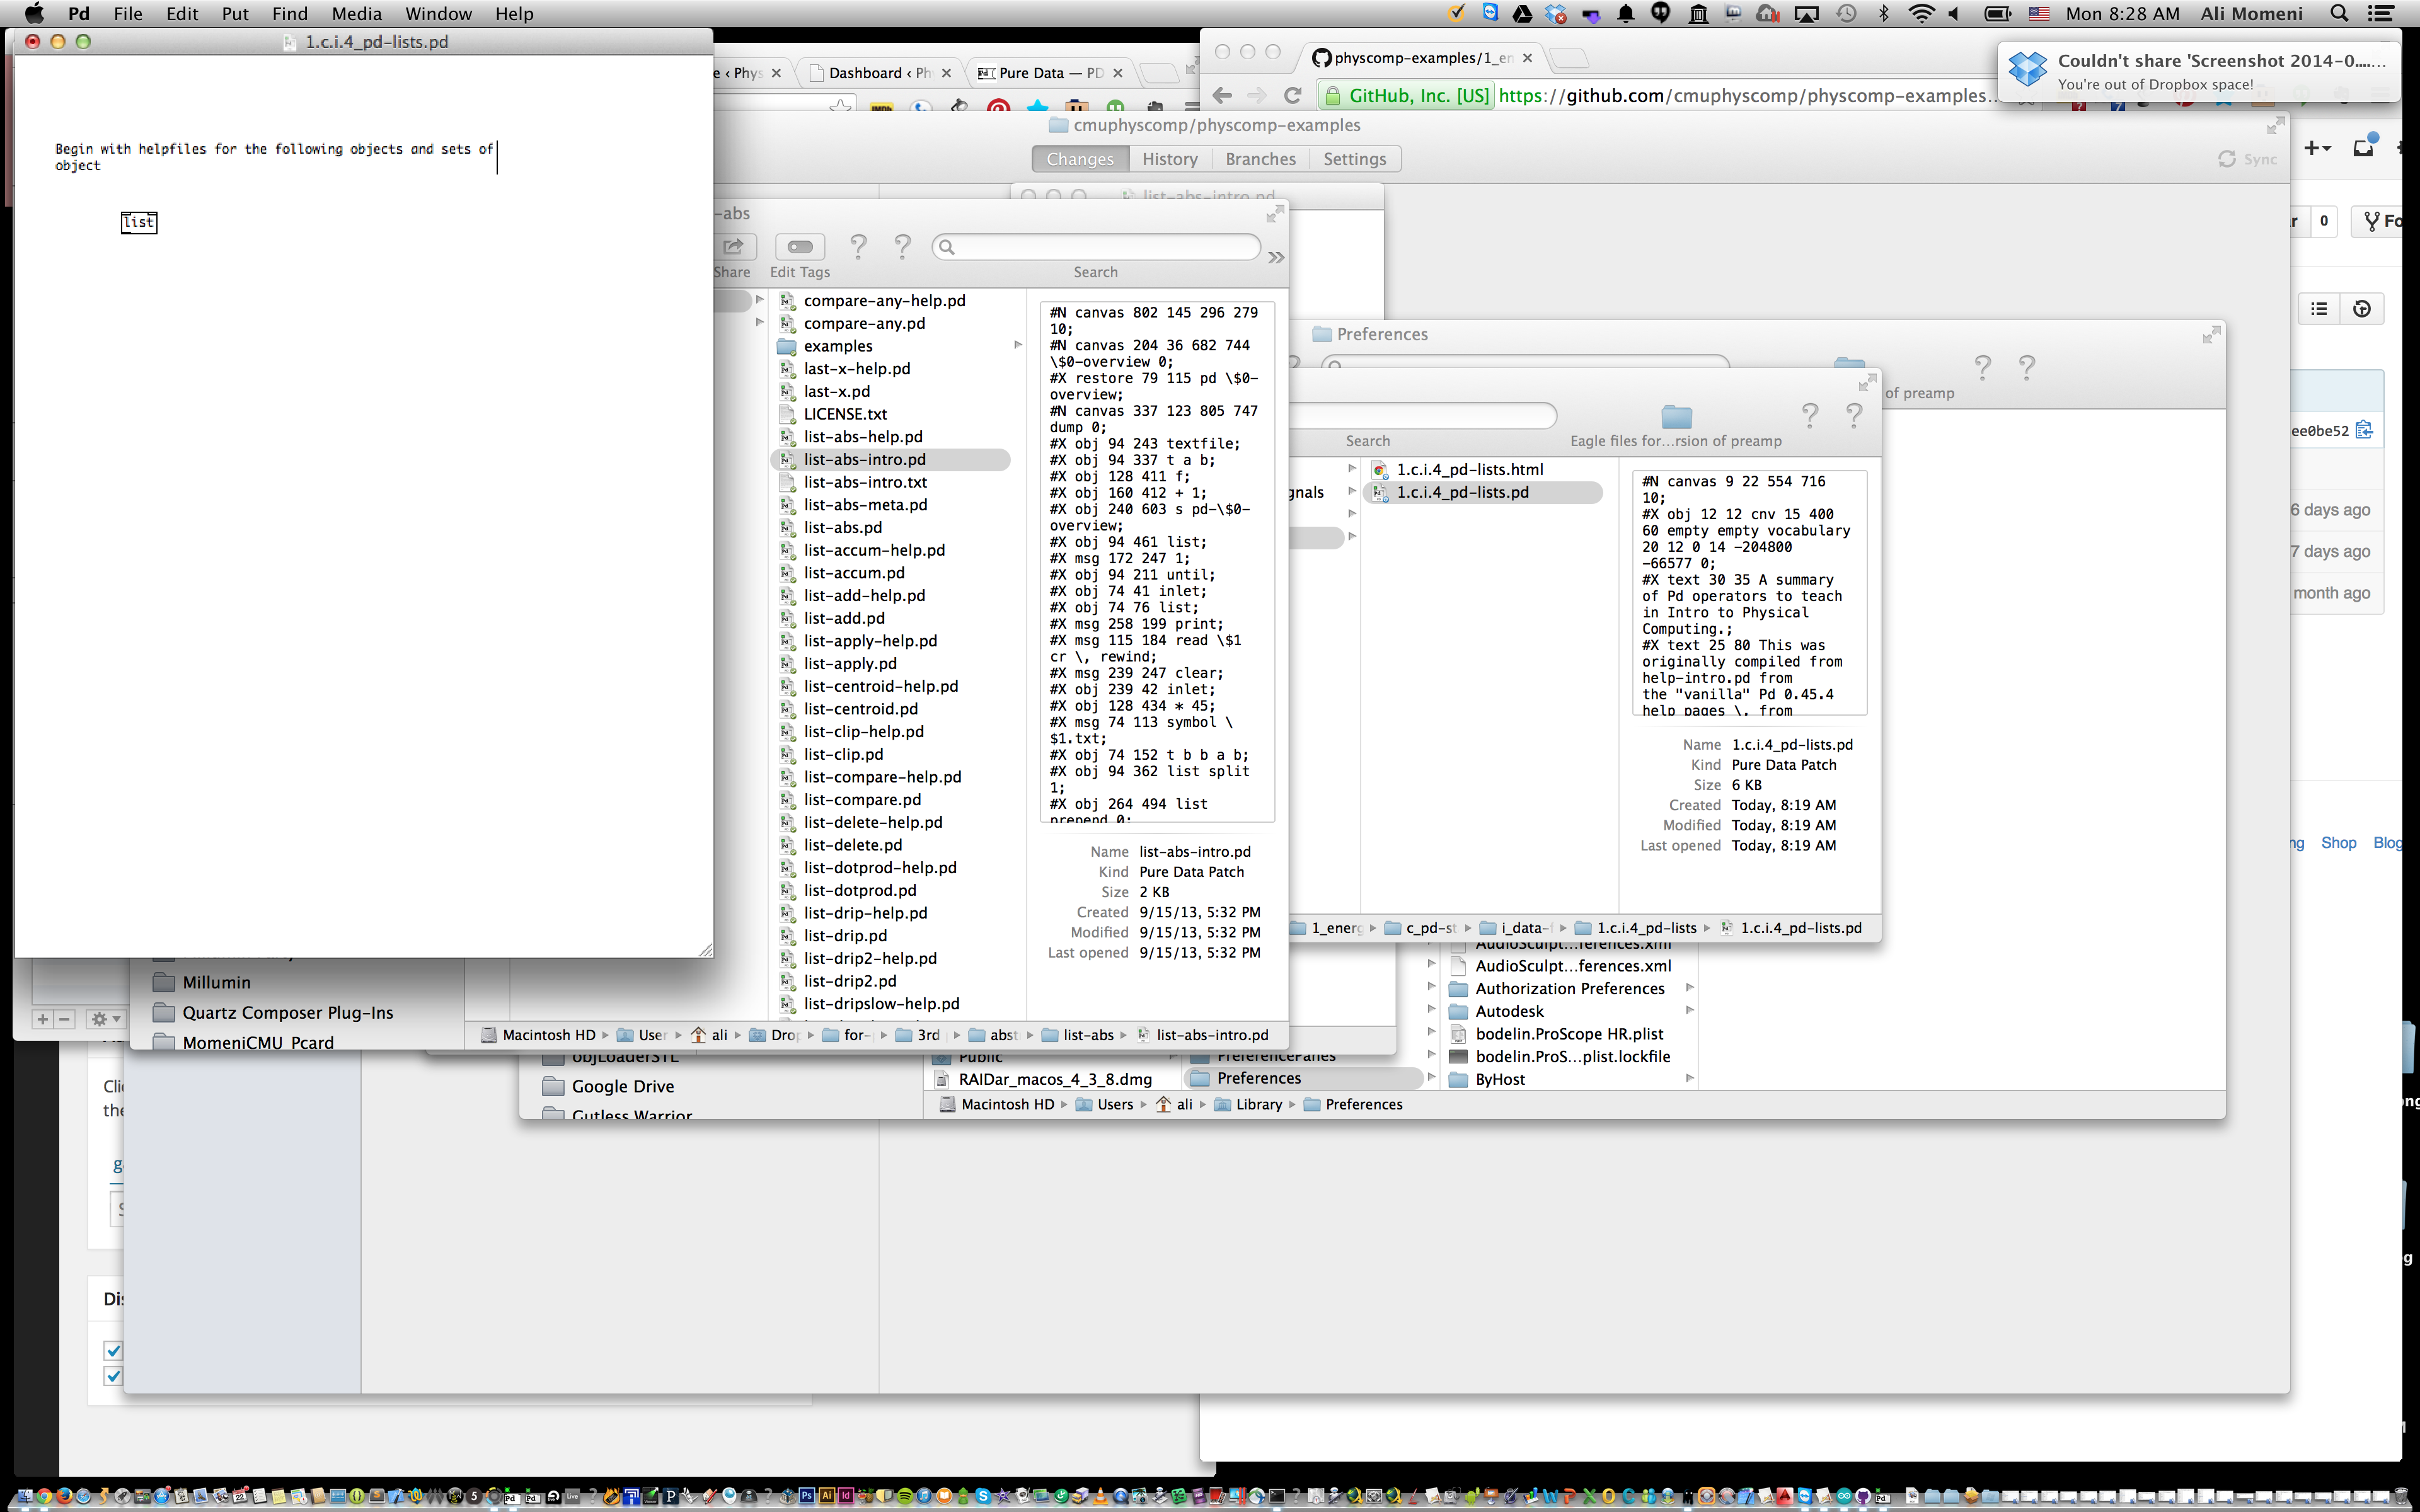 Pd File Edit Put Find Media Window Help
Mon 8:28 AM Ali Momeni
1.c.i.4_pd-lists.pd
Begin with helpfiles for the following objects and sets of
object
list
e ‹ Phys
Dashboard ‹ Ph
Pure Data — PD
physcomp-examples/1_en
GitHub, Inc. [US] https://github.com/cmuphyscomp/physcomp-examples...
Couldn't share 'Screenshot 2014-0....…
You're out of Dropbox space!
cmuphyscomp/physcomp-examples
Changes History Branches Settings
Sync
list-abs-intro.pd
-abs
Share Edit Tags Search
compare-any-help.pd
compare-any.pd
examples
last-x-help.pd
last-x.pd
LICENSE.txt
list-abs-help.pd
list-abs-intro.pd
list-abs-intro.txt
list-abs-meta.pd
list-abs.pd
list-accum-help.pd
list-accum.pd
list-add-help.pd
list-add.pd
list-apply-help.pd
list-apply.pd
list-centroid-help.pd
list-centroid.pd
list-clip-help.pd
list-clip.pd
list-compare-help.pd
list-compare.pd
list-delete-help.pd
list-delete.pd
list-dotprod-help.pd
list-dotprod.pd
list-drip-help.pd
list-drip.pd
list-drip2-help.pd
list-drip2.pd
list-dripslow-help.pd
#N canvas 802 145 296 279
10;
#N canvas 204 36 682 744
\$0-overview 0;
#X restore 79 115 pd \$0-
overview;
#N canvas 337 123 805 747
dump 0;
#X obj 94 243 textfile;
#X obj 94 337 t a b;
#X obj 128 411 f;
#X obj 160 412 + 1;
#X obj 240 603 s pd-\$0-
overview;
#X obj 94 461 list;
#X msg 172 247 1;
#X obj 94 211 until;
#X obj 74 41 inlet;
#X obj 74 76 list;
#X msg 258 199 print;
#X msg 115 184 read \$1
cr \, rewind;
#X msg 239 247 clear;
#X obj 239 42 inlet;
#X obj 128 434 * 45;
#X msg 74 113 symbol \
$1.txt;
#X obj 74 152 t b b a b;
#X obj 94 362 list split
1;
#X obj 264 494 list
prepend 0;
Name list-abs-intro.pd
Kind Pure Data Patch
Size 2 KB
Created 9/15/13, 5:32 PM
Modified 9/15/13, 5:32 PM
Last opened 9/15/13, 5:32 PM
Macintosh HD User ali Dro for- 3rd abst list-abs list-abs-intro.pd
Preferences
of preamp
Search
Eagle files for...rsion of preamp
gnals
1.c.i.4_pd-lists.html
1.c.i.4_pd-lists.pd
#N canvas 9 22 554 716
10;
#X obj 12 12 cnv 15 400
60 empty empty vocabulary
20 12 0 14 -204800
-66577 0;
#X text 30 35 A summary
of Pd operators to teach
in Intro to Physical
Computing.;
#X text 25 80 This was
originally compiled from
help-intro.pd from
the "vanilla" Pd 0.45.4
help pages \, from
Name 1.c.i.4_pd-lists.pd
Kind Pure Data Patch
Size 6 KB
Created Today, 8:19 AM
Modified Today, 8:19 AM
Last opened Today, 8:19 AM
1_energ c_pd-st i_data-f 1.c.i.4_pd-lists 1.c.i.4_pd-lists.pd
AudioSculpt...ferences.xml
AudioSculpt...ferences.xml
Authorization Preferences
Autodesk
bodelin.ProScope HR.plist
bodelin.ProS...plist.lockfile
ByHost
Public
RAIDar_macos_4_3_8.dmg
PreferencePanes
Preferences
Macintosh HD Users ali Library Preferences
Millumin
Quartz Composer Plug-Ins
MomeniCMU Pcard
objLoaderSTL
Google Drive
Gutless Warrior
r 0 Fo
ee0be52
6 days ago
7 days ago
month ago
ng Shop Blog
Clic
the
Dis